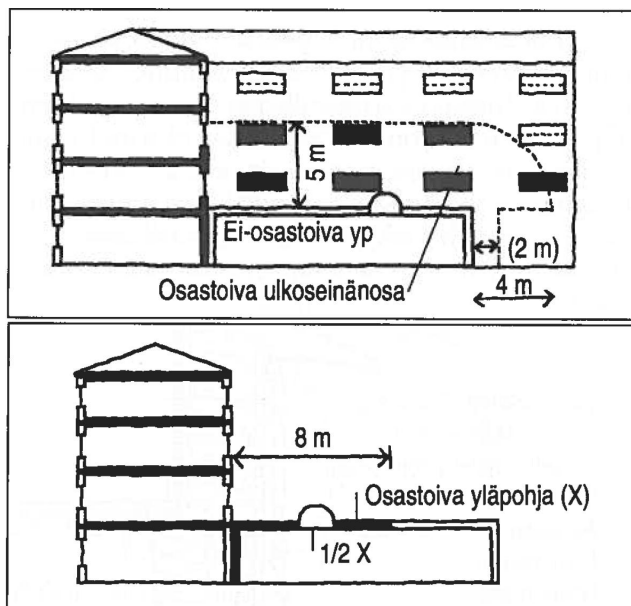 5 m
Ei-osastoiva yp
(2 m)
Osastoiva ulkoseinänosa
4 m
8 m
Osastoiva yläpohja (X)
1/2 X